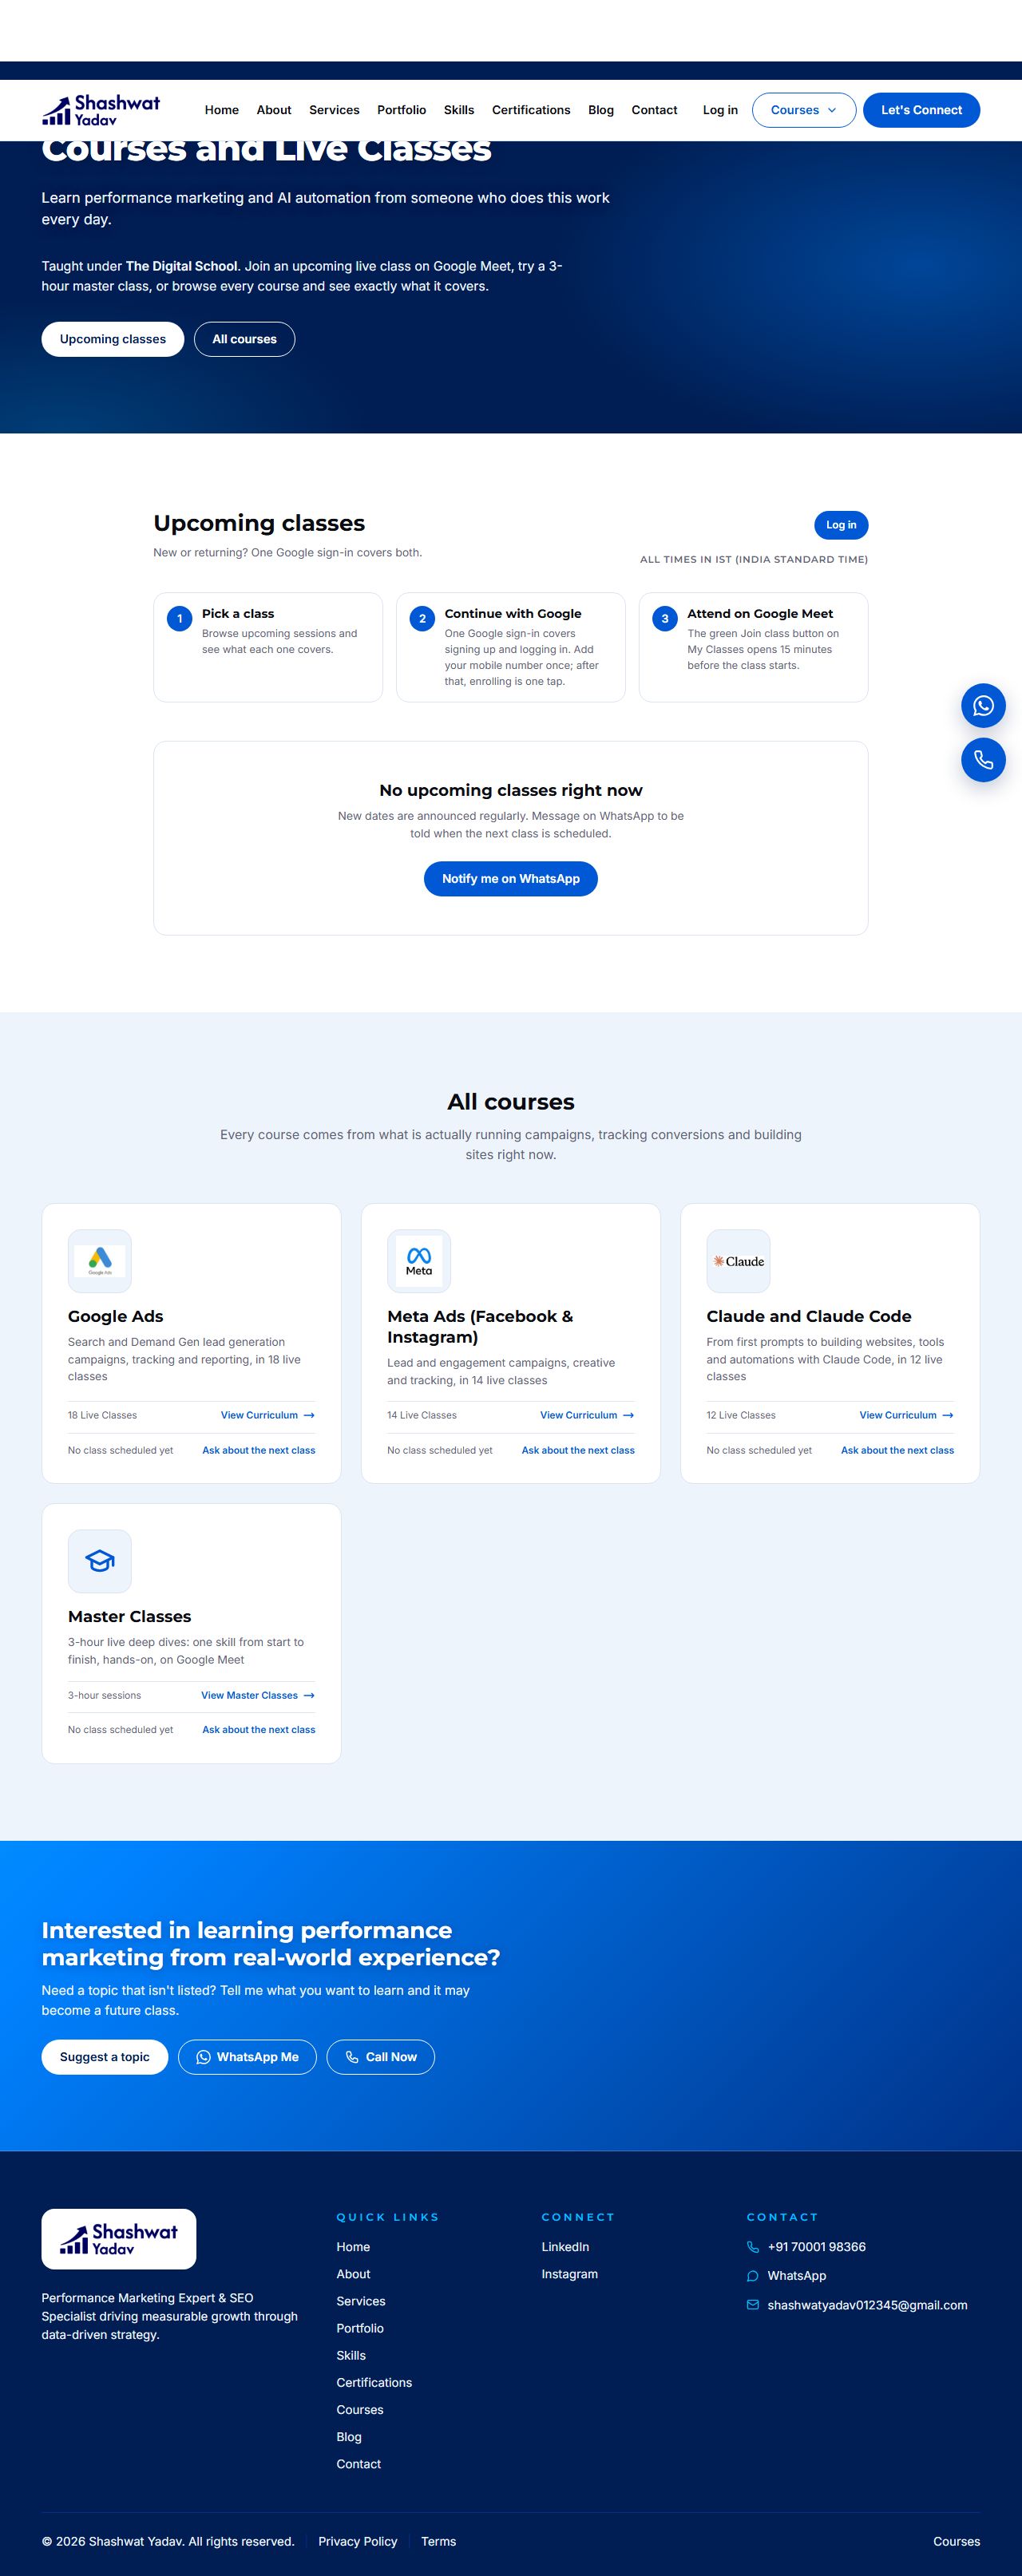 Shashwat
Yadav
Home About Services Portfolio Skills Certifications Blog Contact Log in Courses Let's Connect
Courses and Live Classes
Learn performance marketing and AI automation from someone who does this work
every day.
Taught under The Digital School. Join an upcoming live class on Google Meet, try a 3-
hour master class, or browse every course and see exactly what it covers.
Upcoming classes All courses
Upcoming classes
Log in
New or returning? One Google sign-in covers both.
ALL TIMES IN IST (INDIA STANDARD TIME)
1
Pick a class
Browse upcoming sessions and
see what each one covers.
2
Continue with Google
One Google sign-in covers
signing up and logging in. Add
your mobile number once; after
that, enrolling is one tap.
3
Attend on Google Meet
The green Join class button on
My Classes opens 15 minutes
before the class starts.
No upcoming classes right now
New dates are announced regularly. Message on WhatsApp to be
told when the next class is scheduled.
Notify me on WhatsApp
All courses
Every course comes from what is actually running campaigns, tracking conversions and building
sites right now.
Google Ads
Google Ads
Search and Demand Gen lead generation
campaigns, tracking and reporting, in 18 live
classes
18 Live Classes View Curriculum →
No class scheduled yet Ask about the next class
Meta
Meta Ads (Facebook &
Instagram)
Lead and engagement campaigns, creative
and tracking, in 14 live classes
14 Live Classes View Curriculum →
No class scheduled yet Ask about the next class
Claude
Claude and Claude Code
From first prompts to building websites, tools
and automations with Claude Code, in 12 live
classes
12 Live Classes View Curriculum →
No class scheduled yet Ask about the next class
Master Classes
3-hour live deep dives: one skill from start to
finish, hands-on, on Google Meet
3-hour sessions View Master Classes →
No class scheduled yet Ask about the next class
Interested in learning performance
marketing from real-world experience?
Need a topic that isn't listed? Tell me what you want to learn and it may
become a future class.
Suggest a topic WhatsApp Me Call Now
Shashwat
Yadav
Performance Marketing Expert & SEO
Specialist driving measurable growth through
data-driven strategy.
QUICK LINKS
Home
About
Services
Portfolio
Skills
Certifications
Courses
Blog
Contact
CONNECT
LinkedIn
Instagram
CONTACT
+91 70001 98366
WhatsApp
shashwatyadav012345@gmail.com
© 2026 Shashwat Yadav. All rights reserved. Privacy Policy Terms Courses